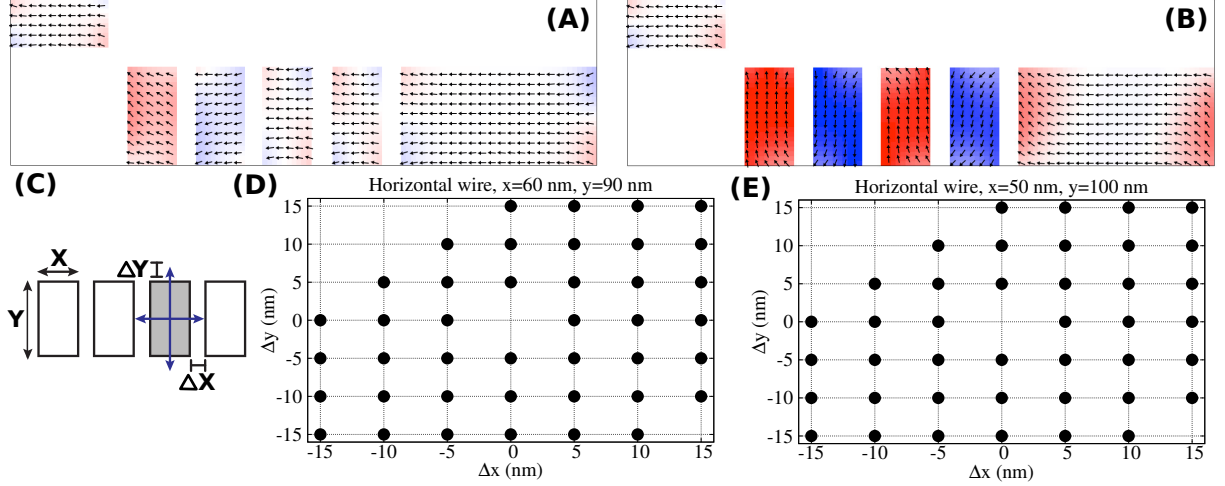 (A)
(B)
(C)
X
Y
ΔY
ΔX
(D)
Horizontal wire, x=60 nm, y=90 nm
Δy (nm)
15
10
5
0
-5
-10
-15
-15 -10 -5 0 5 10 15
Δx (nm)
(E)
Horizontal wire, x=50 nm, y=100 nm
Δy (nm)
15
10
5
0
-5
-10
-15
-15 -10 -5 0 5 10 15
Δx (nm)